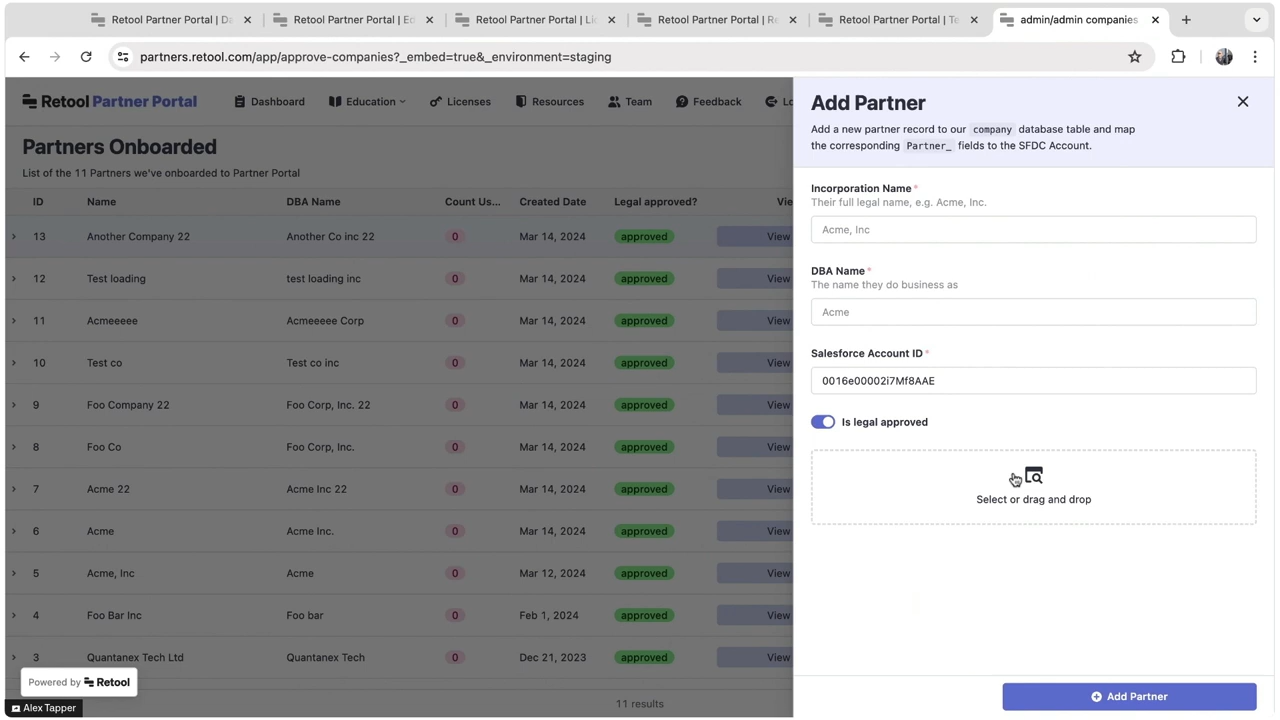 Retool Partner Portal | Da
Retool Partner Portal | Ed
Retool Partner Portal | Lic
Retool Partner Portal | Re
Retool Partner Portal | Te
admin/admin companies
partners.retool.com/app/approve-companies?_embed=true&_environment=staging
Retool Partner Portal
Dashboard
Education
Licenses
Resources
Team
Feedback
Lo
Partners Onboarded
List of the 11 Partners we've onboarded to Partner Portal
ID Name DBA Name Count Us... Created Date Legal approved? Vie
13 Another Company 22 Another Co inc 22 0 Mar 14, 2024 approved View
12 Test loading test loading inc 0 Mar 14, 2024 approved View
11 Acmeeeee Acmeeeee Corp 0 Mar 14, 2024 approved View
10 Test co Test co inc 0 Mar 14, 2024 approved View
9 Foo Company 22 Foo Corp, Inc. 22 0 Mar 14, 2024 approved View
8 Foo Co Foo Corp, Inc. 0 Mar 14, 2024 approved View
7 Acme 22 Acme Inc 22 0 Mar 14, 2024 approved View
6 Acme Acme Inc. 0 Mar 14, 2024 approved View
5 Acme, Inc Acme 0 Mar 12, 2024 approved View
4 Foo Bar Inc Foo bar 0 Feb 1, 2024 approved View
3 Quantanex Tech Ltd Quantanex Tech 0 Dec 21, 2023 approved View
11 results
Powered by Retool
Alex Tapper
Add Partner
Add a new partner record to our company database table and map
the corresponding Partner_ fields to the SFDC Account.
Incorporation Name*
Their full legal name, e.g. Acme, Inc.
Acme, Inc
DBA Name*
The name they do business as
Acme
Salesforce Account ID*
0016e00002i7Mf8AAE
Is legal approved
Select or drag and drop
Add Partner